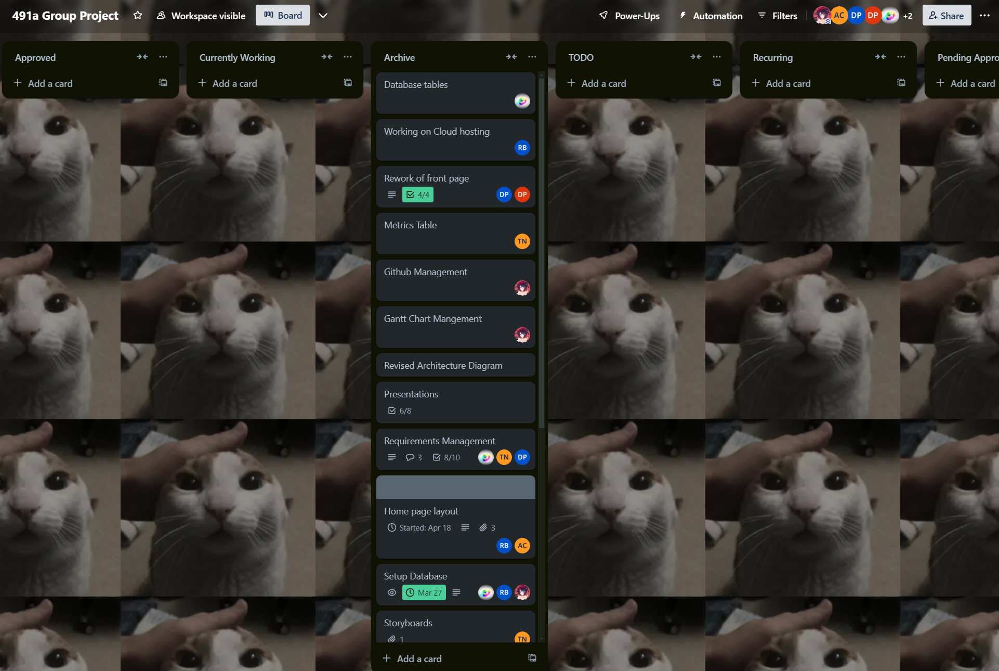 491a Group Project
Workspace visible
Board
Power-Ups
Automation
Filters
AC
DP
DP
+2
Share
Approved
Add a card
Currently Working
Add a card
Archive
Database tables
Working on Cloud hosting
RB
Rework of front page
4/4
DP
DP
Metrics Table
TN
Github Management
Gantt Chart Mangement
Revised Architecture Diagram
Presentations
6/8
Requirements Management
3
8/10
TN
DP
Home page layout
Started: Apr 18
3
RB
AC
Setup Database
Mar 27
RB
Storyboards
1
TN
Add a card
TODO
Add a card
Recurring
Add a card
Pending Appro
Add a card